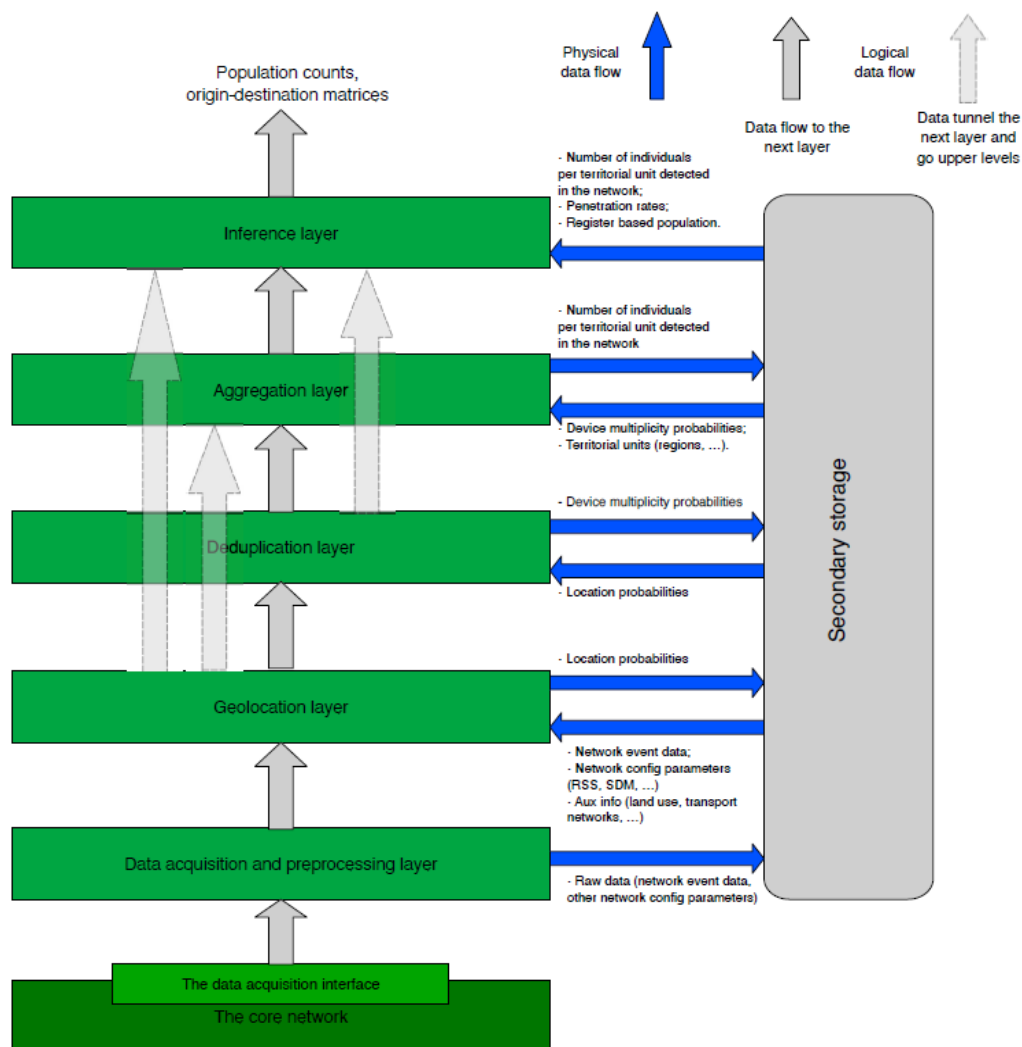 Population counts,
origin-destination matrices
Physical
data flow
Logical
data flow
Data flow to the
next layer
Data tunnel the
next layer and
go upper levels
- Number of individuals
per territorial unit detected
in the network;
- Penetration rates;
- Register based population.
Inference layer
- Number of individuals
per territorial unit detected
in the network
Aggregation layer
- Device multiplicity probabilities;
- Territorial units (regions, ...).
- Device multiplicity probabilities
Deduplication layer
- Location probabilities
Secondary storage
- Location probabilities
Geolocation layer
- Network event data;
- Network config parameters
(RSS, SDM, ...)
- Aux info (land use, transport
networks, ...)
Data acquisition and preprocessing layer
- Raw data (network event data,
other network config parameters)
The data acquisition interface
The core network